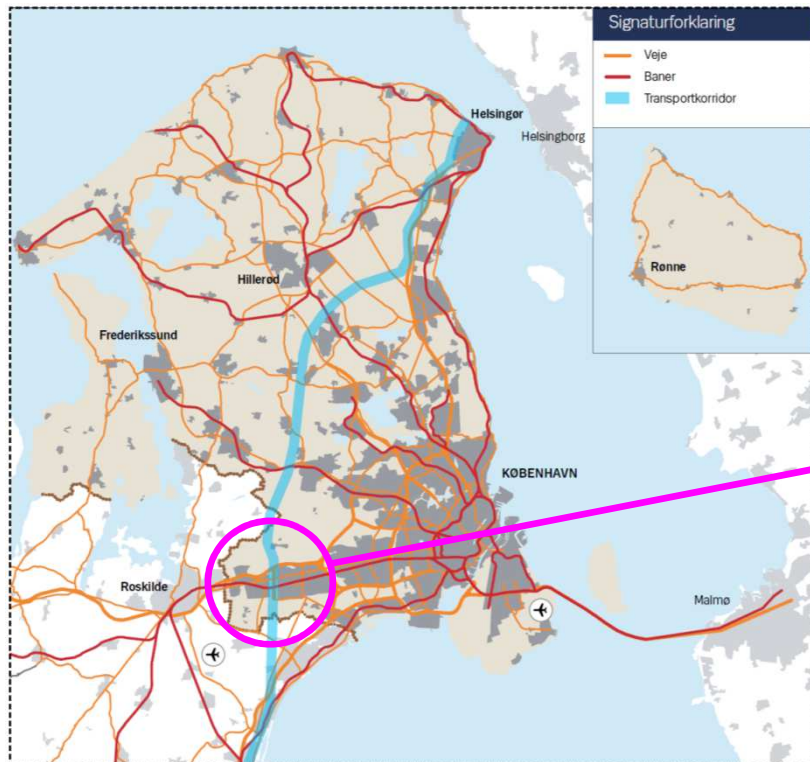 Signaturforklaring
Veje
Baner
Transportkorridor
Helsingør
Helsingborg
Rønne
Hillerød
Frederikssund
KØBENHAVN
Roskilde
Malmø